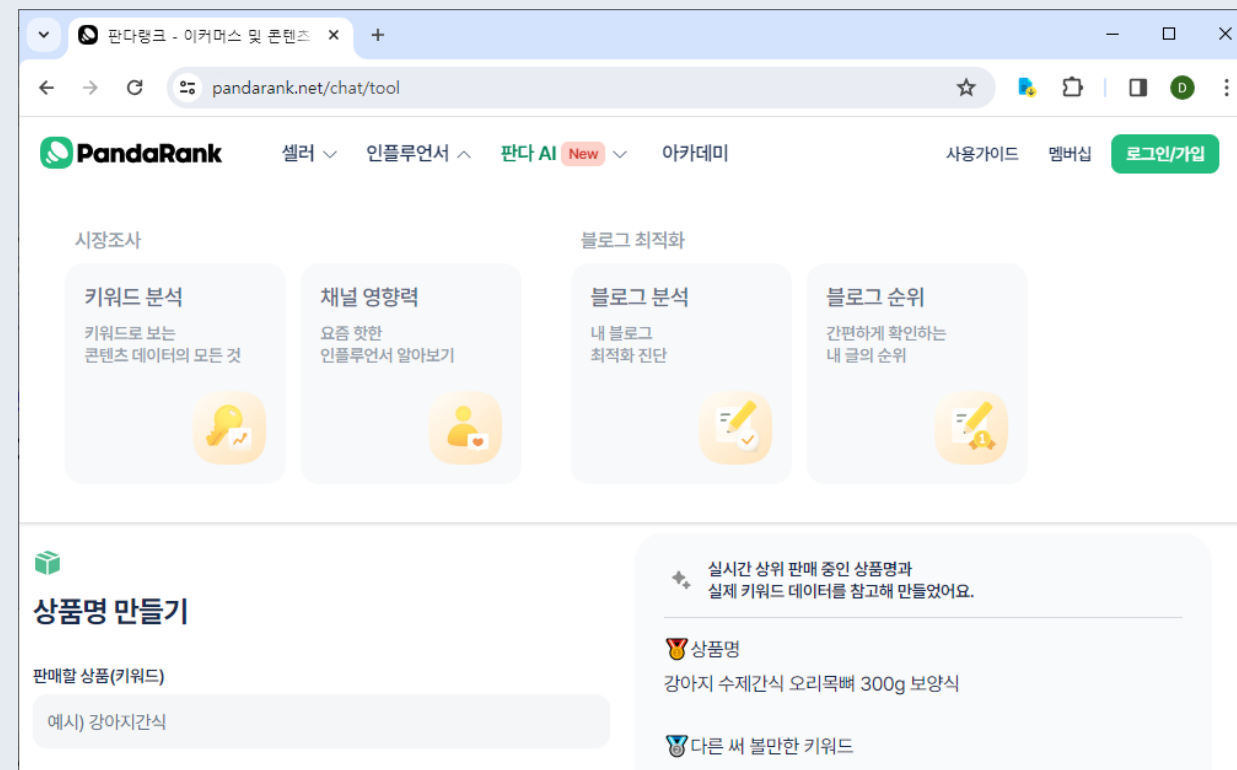 판다랭크 - 이커머스 및 콘텐츠
pandarank.net/chat/tool
D
PandaRank
셀러
인플루언서
판다 AI New
아카데미
사용가이드
멤버십
로그인/가입
시장조사
키워드 분석
키워드로 보는
콘텐츠 데이터의 모든 것
채널 영향력
요즘 핫한
인플루언서 알아보기
블로그 최적화
블로그 분석
내 블로그
최적화 진단
블로그 순위
간편하게 확인하는
내 글의 순위
1
상품명 만들기
판매할 상품(키워드)
예시) 강아지간식
실시간 상위 판매 중인 상품명과
실제 키워드 데이터를 참고해 만들었어요.
상품명
강아지 수제간식 오리목뼈 300g 보양식
다른 써 볼만한 키워드